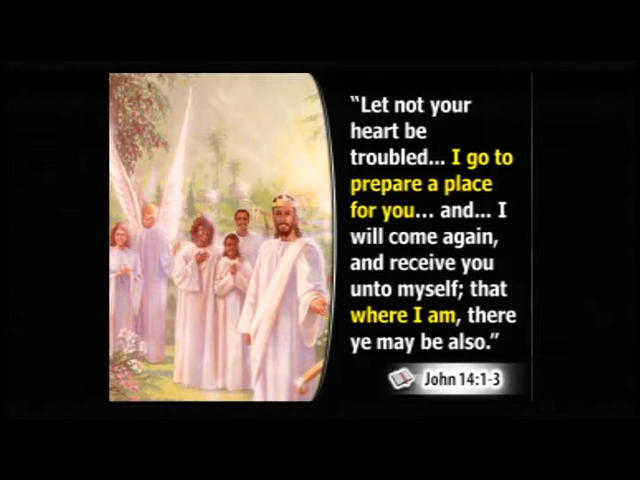 “Let not your
heart be
troubled... I go to
prepare a place
for you... and... I
will come again,
and receive you
unto myself; that
where I am, there
ye may be also.”
John 14:1-3